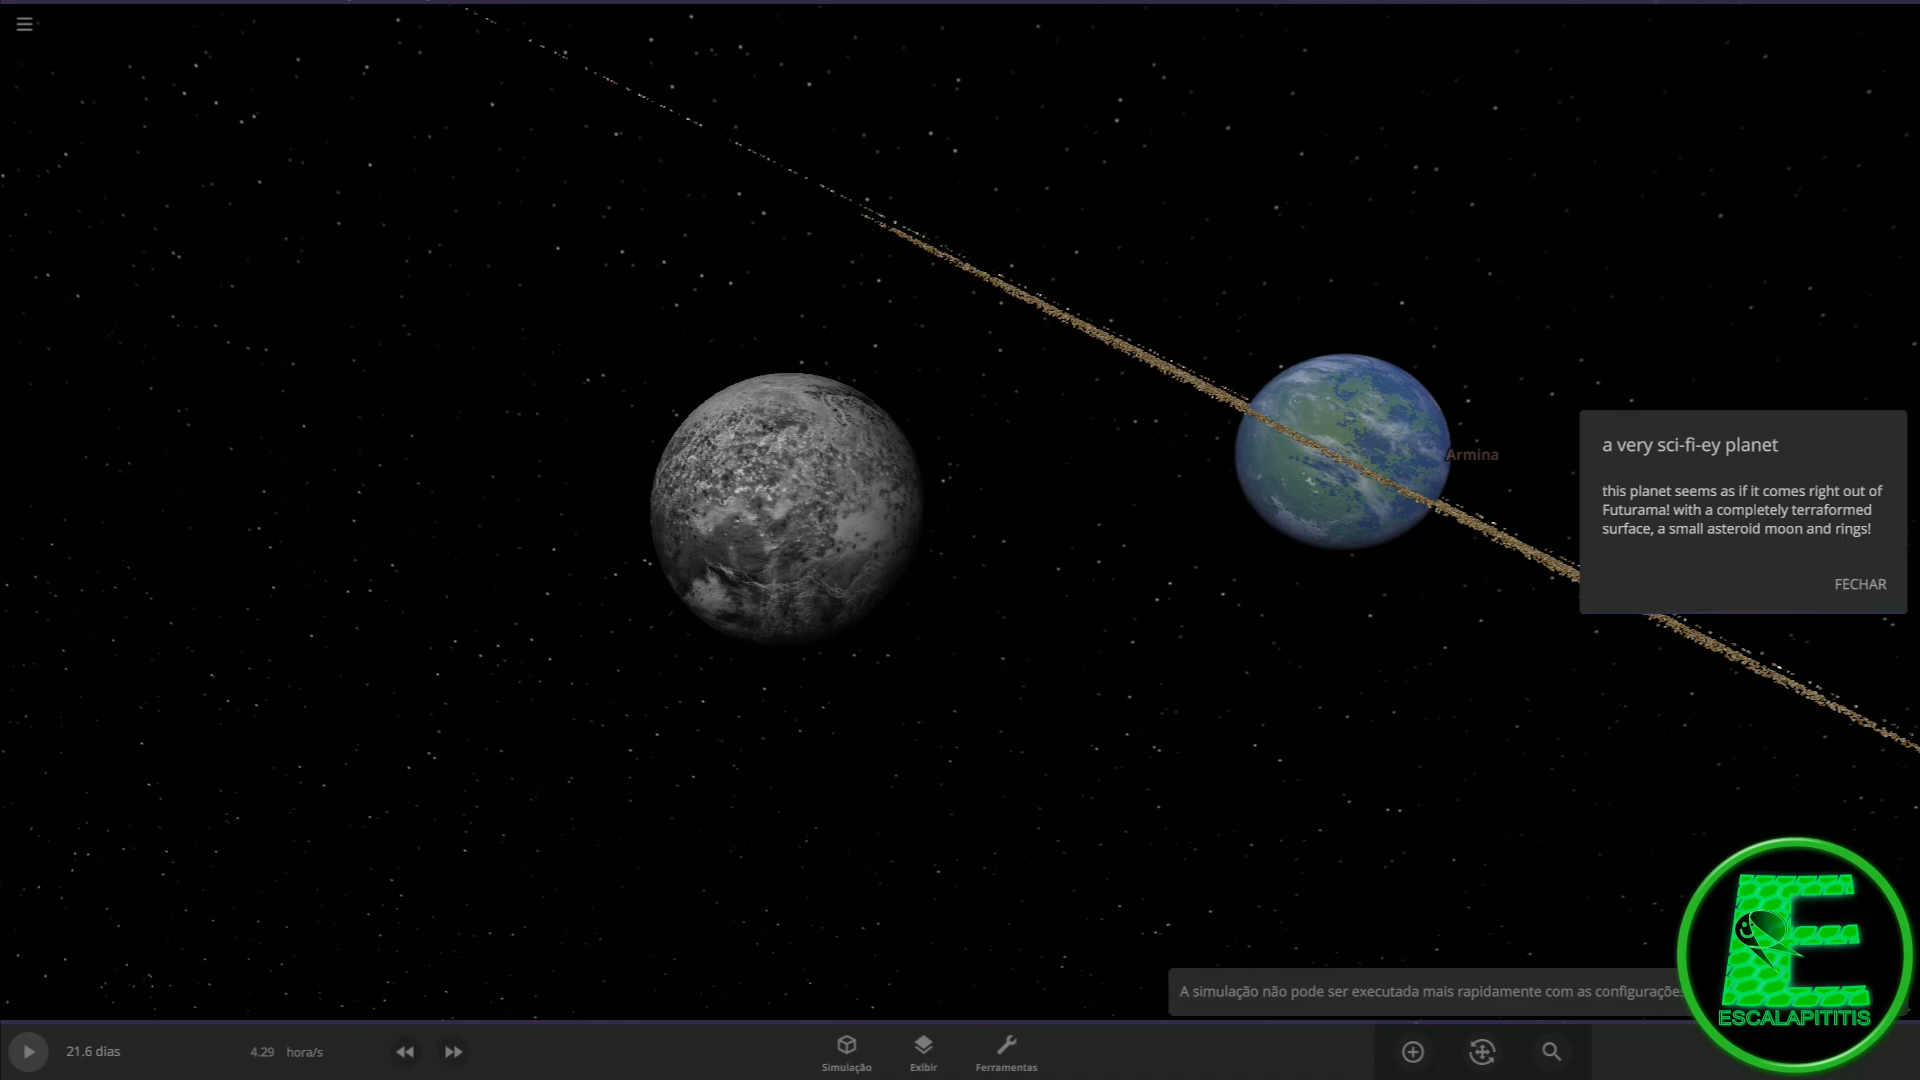 Armina
a very sci-fi-ey planet
this planet seems as if it comes right out of
Futurama! with a completely terraformed
surface, a small asteroid moon and rings!
FECHAR
A simulação não pode ser executada mais rapidamente com as configurações
ESCALAPITITIS
21.6 dias
4.29 hora/s
Simulação
Exibir
Ferramentas